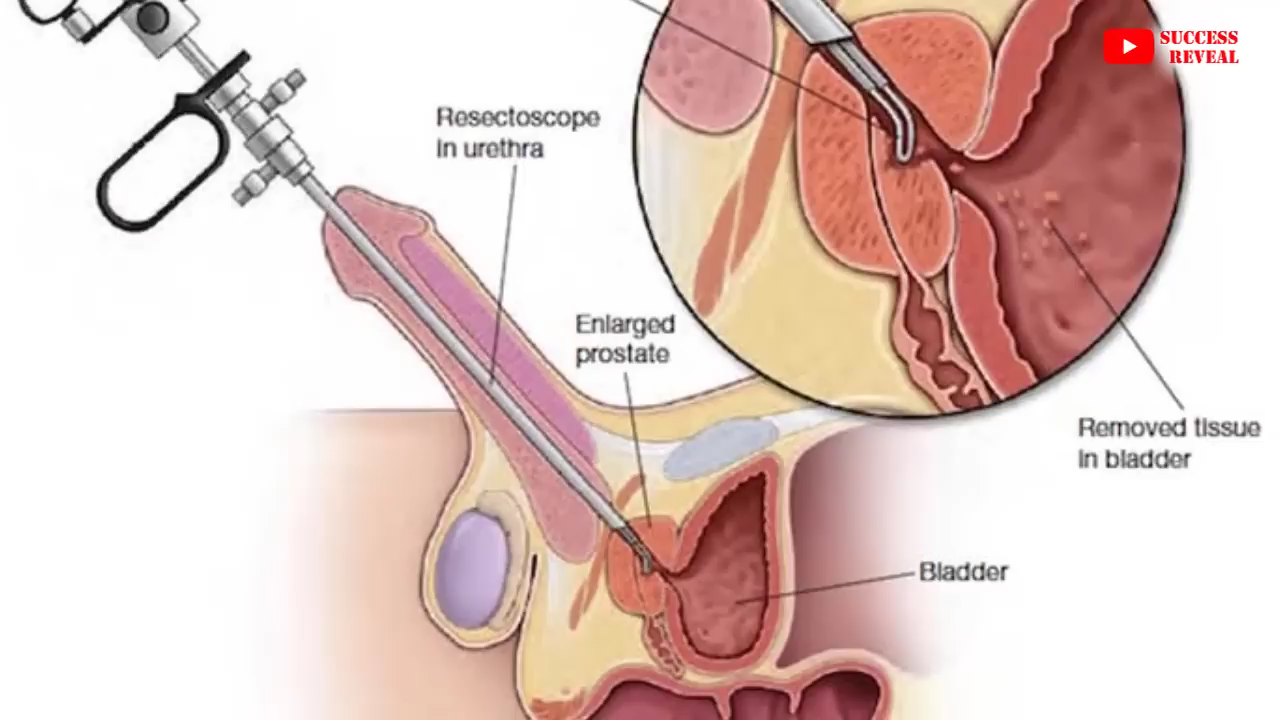 SUCCESS
REVEAL
Resectoscope
in urethra
Enlarged
prostate
Removed tissue
in bladder
Bladder